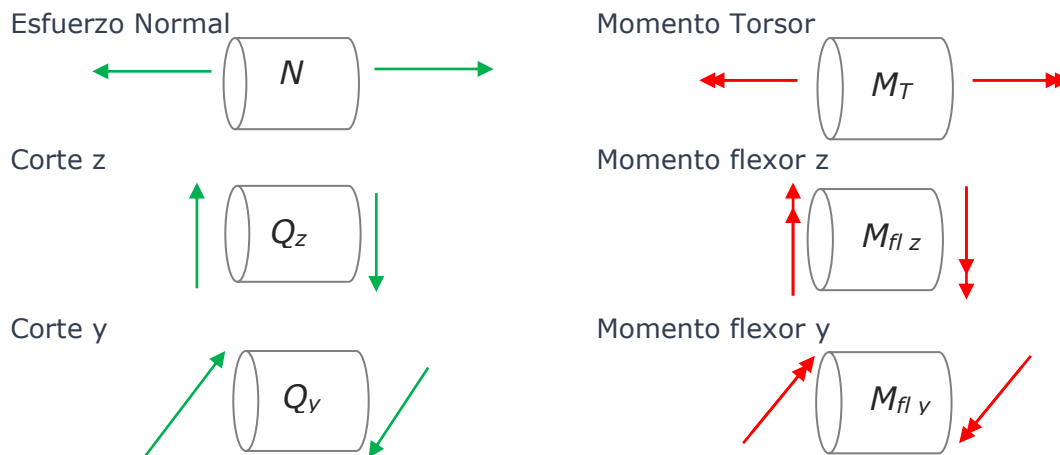 Esfuerzo Normal
N
Corte z
Qz
Corte y
Qy
Momento Torsor
MT
Momento flexor z
Mfl z
Momento flexor y
Mfl y